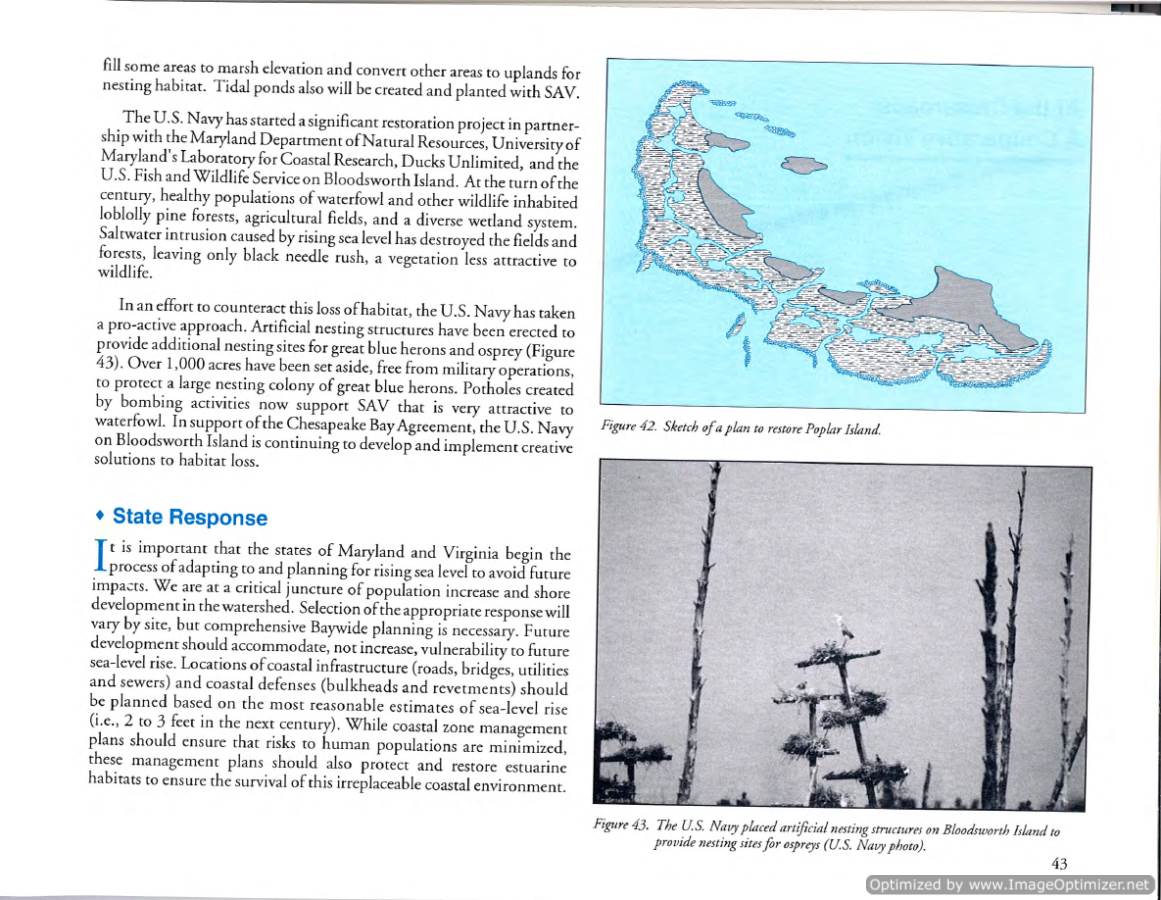 fill some areas to marsh elevation and convert other areas to uplands for
nesting habitat. Tidal ponds also will be created and planted with SAV.
The U.S. Navy has started a significant restoration project in partner-
ship with the Maryland Department of Natural Resources, University of
Maryland's Laboratory for Coastal Research, Ducks Unlimited, and the
U.S. Fish and Wildlife Service on Bloodsworth Island. At the turn of the
century, healthy populations of waterfowl and other wildlife inhabited
loblolly pine forests, agricultural fields, and a diverse wetland system.
Saltwater intrusion caused by rising sea level has destroyed the fields and
forests, leaving only black needle rush, a vegetation less attractive to
wildlife.
In an effort to counteract this loss of habitat, the U.S. Navy has taken
a pro-active approach. Artificial nesting structures have been erected to
provide additional nesting sites for great blue herons and osprey (Figure
43). Over 1,000 acres have been set aside, free from military operations,
to protect a large nesting colony of great blue herons. Potholes created
by bombing activities now support SAV that is very attractive to
waterfowl. In support of the Chesapeake Bay Agreement, the U.S. Navy
on Bloodsworth Island is continuing to develop and implement creative
solutions to habitat loss.
♦ State Response
It is important that the states of Maryland and Virginia begin the
process of adapting to and planning for rising sea level to avoid future
impacts. We are at a critical juncture of population increase and shore
development in the watershed. Selection of the appropriate response will
vary by site, but comprehensive Baywide planning is necessary. Future
development should accommodate, not increase, vulnerability to future
sea-level rise. Locations of coastal infrastructure (roads, bridges, utilities
and sewers) and coastal defenses (bulkheads and revetments) should
be planned based on the most reasonable estimates of sea-level rise
(i.e., 2 to 3 feet in the next century). While coastal zone management
plans should ensure that risks to human populations are minimized,
these management plans should also protect and restore estuarine
habitats to ensure the survival of this irreplaceable coastal environment.
Figure 42. Sketch of a plan to restore Poplar Island.
Figure 43. The U.S. Navy placed artificial nesting structures on Bloodsworth Island to
provide nesting sites for ospreys (U.S. Navy photo).
43
Optimized by www.ImageOptimizer.net